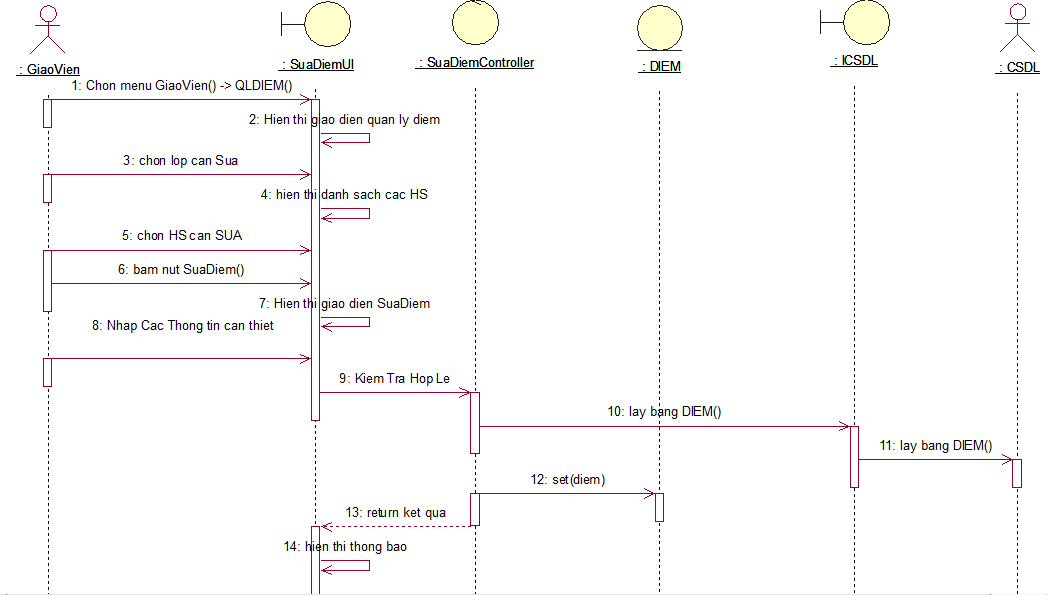 : GiaoVien
: SuaDiemUI
: SuaDiemController
: DIEM
: ICSDL
: CSDL
1: Chon menu GiaoVien() -> QLDIEM()
2: Hien thi giao dien quan ly diem
3: chon lop can Sua
4: hien thi danh sach cac HS
5: chon HS can SUA
6: bam nut SuaDiem()
7: Hien thi giao dien SuaDiem
8: Nhap Cac Thong tin can thiet
9: Kiem Tra Hop Le
10: lay bang DIEM()
11: lay bang DIEM()
12: set(diem)
13: return ket qua
14: hien thi thong bao